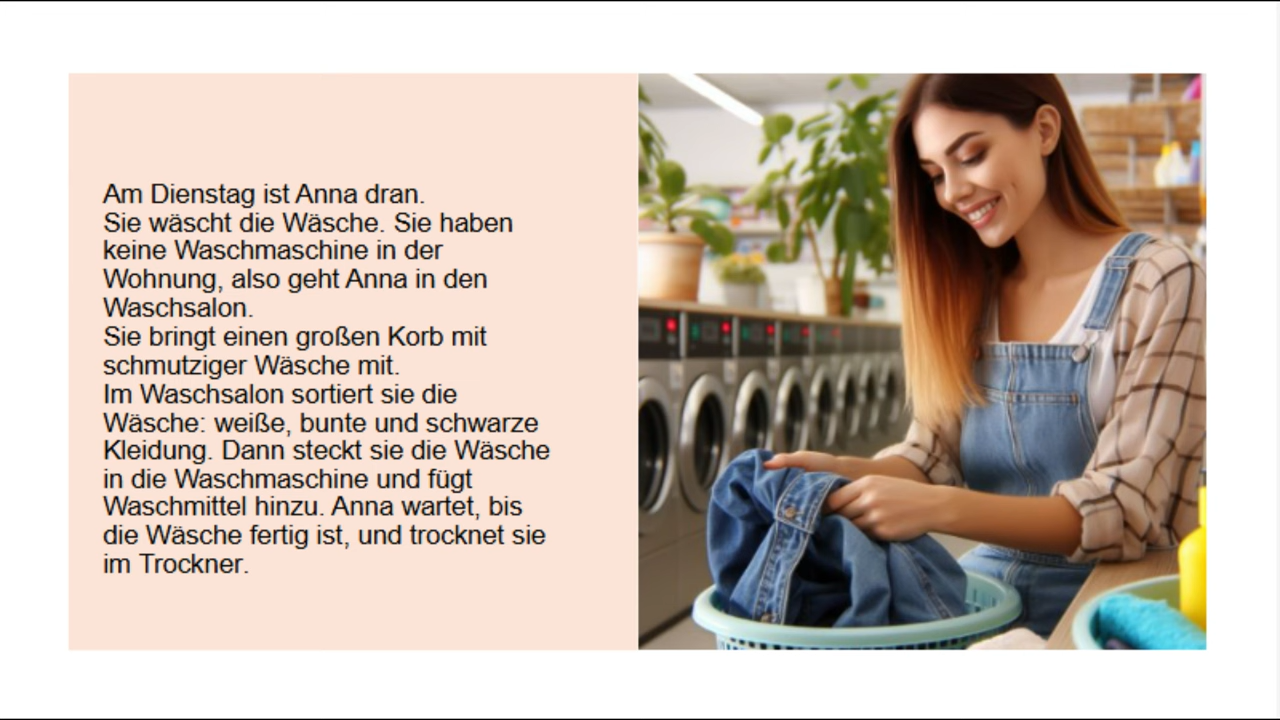 Am Dienstag ist Anna dran.
Sie wäscht die Wäsche. Sie haben
keine Waschmaschine in der
Wohnung, also geht Anna in den
Waschsalon.
Sie bringt einen großen Korb mit
schmutziger Wäsche mit.
Im Waschsalon sortiert sie die
Wäsche: weiße, bunte und schwarze
Kleidung. Dann steckt sie die Wäsche
in die Waschmaschine und fügt
Waschmittel hinzu. Anna wartet, bis
die Wäsche fertig ist, und trocknet sie
im Trockner.